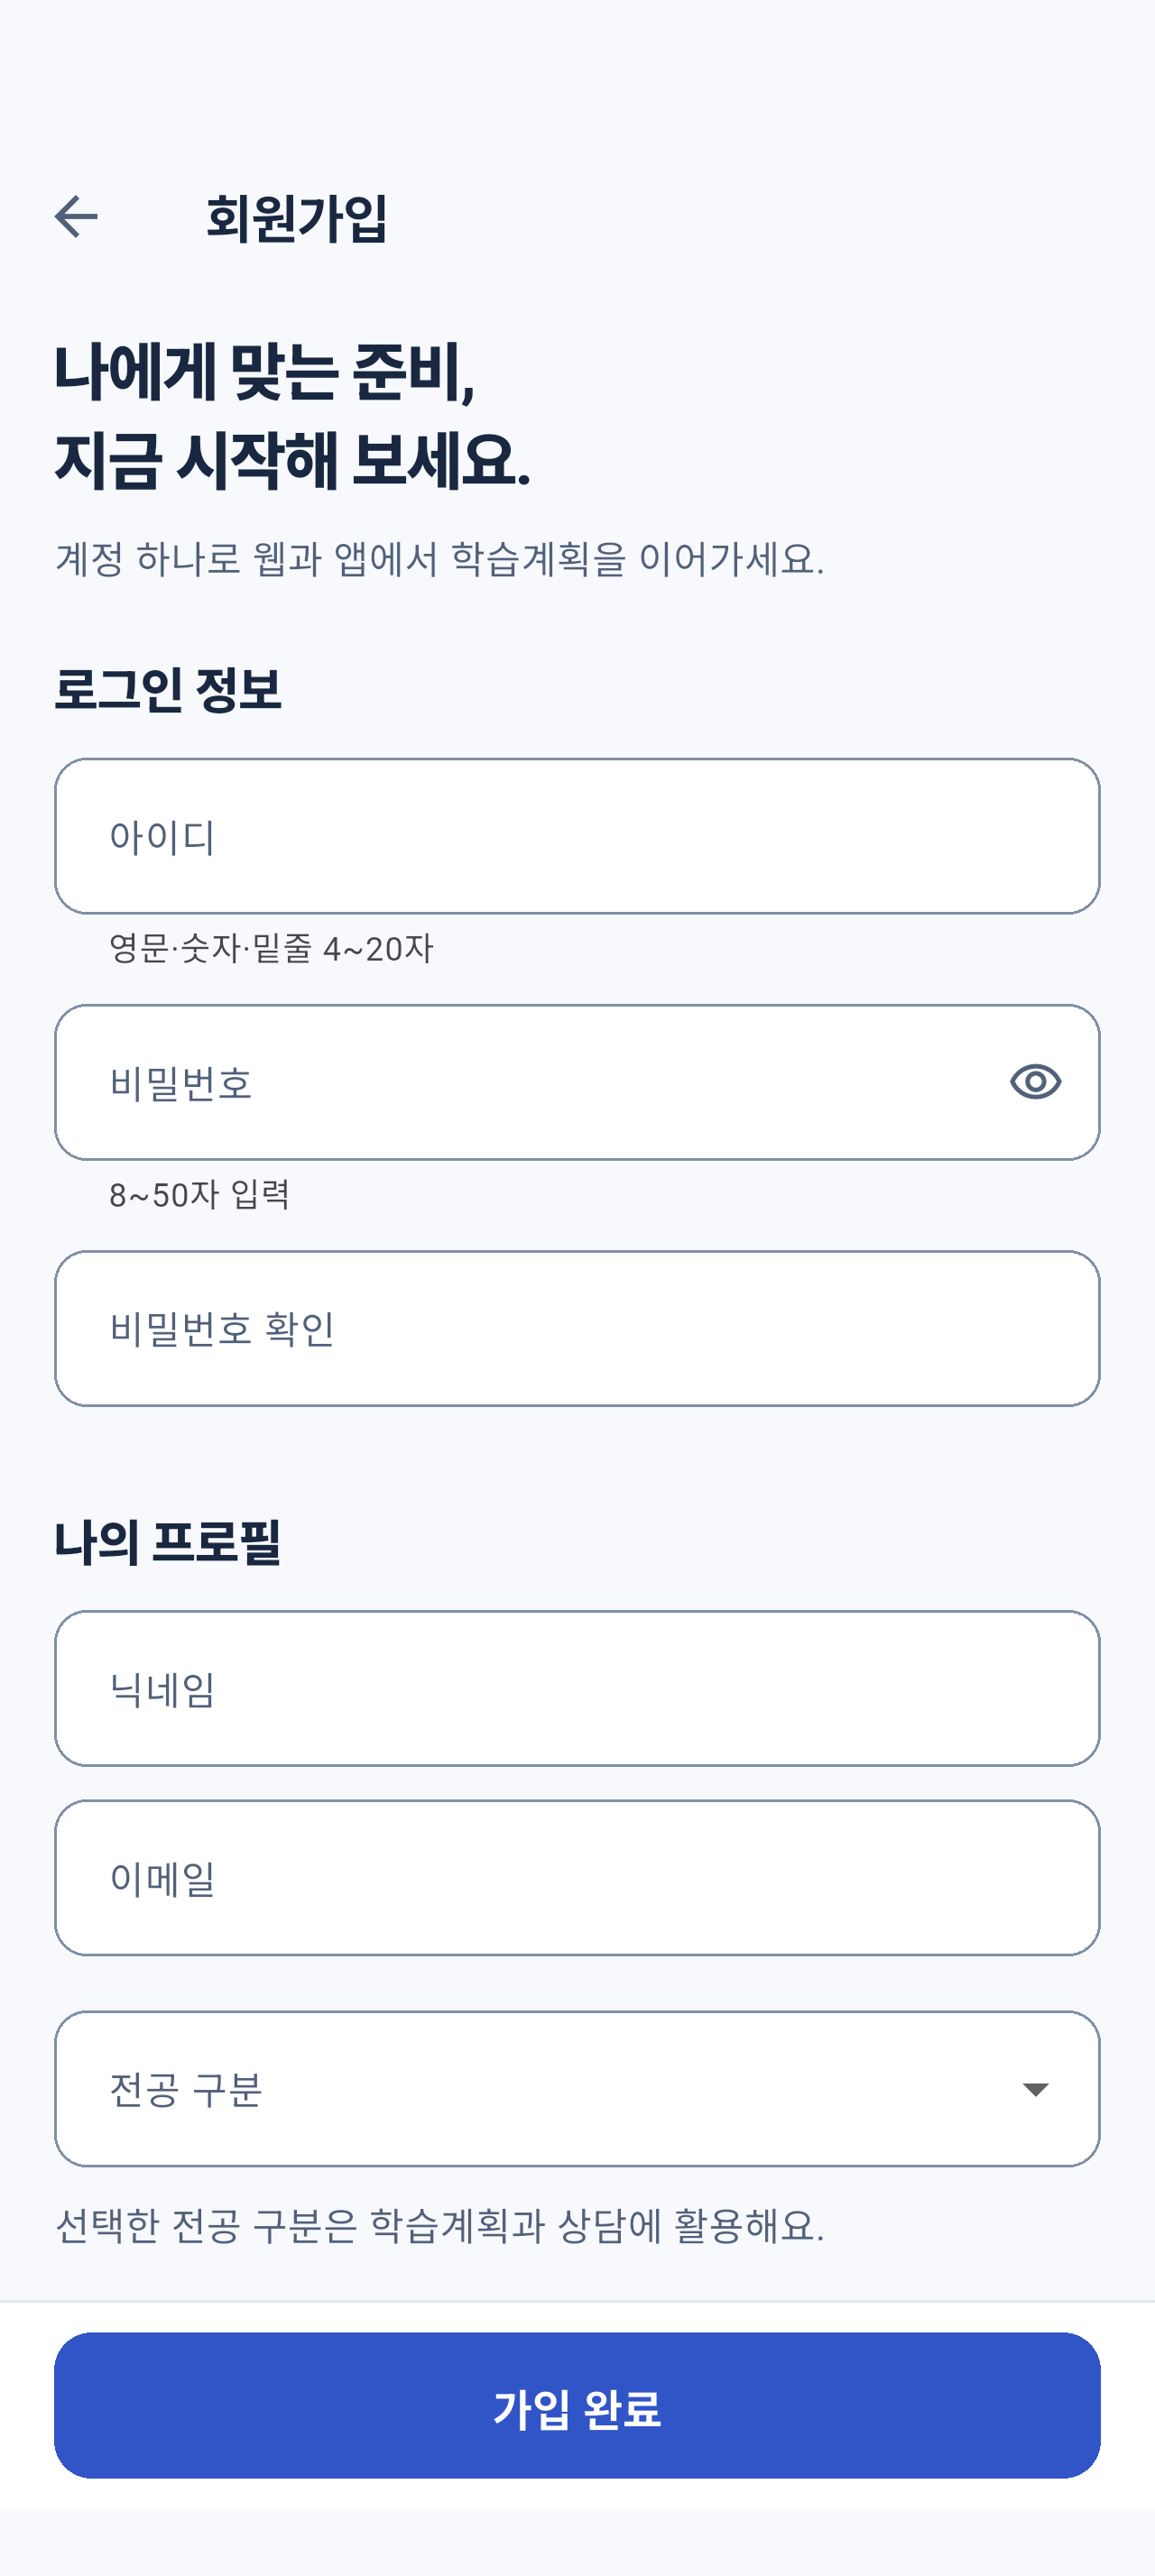 회원가입
나에게 맞는 준비,
지금 시작해 보세요.
계정 하나로 웹과 앱에서 학습계획을 이어가세요.
로그인 정보
아이디
영문·숫자·밑줄 4~20자
비밀번호
8~50자 입력
비밀번호 확인
나의 프로필
닉네임
이메일
전공 구분
선택한 전공 구분은 학습계획과 상담에 활용해요.
가입 완료